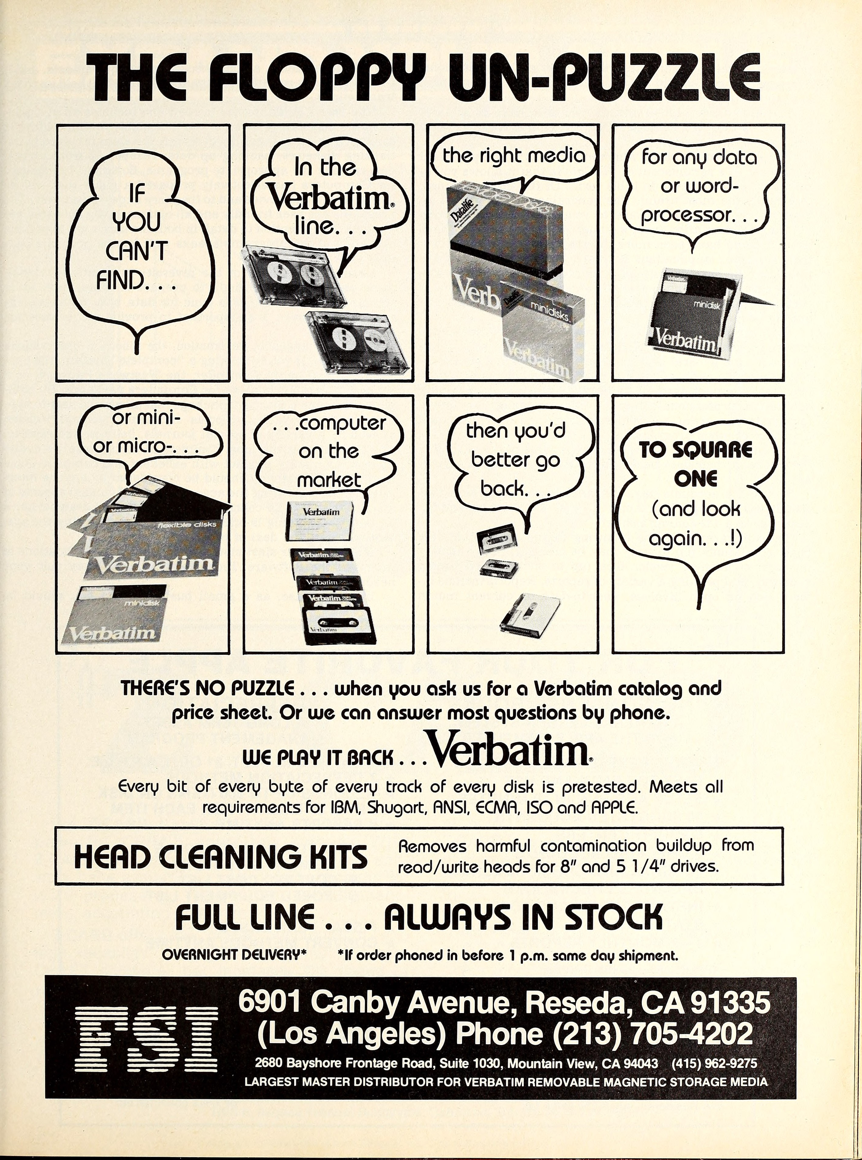 THE FLOPPY UN-PUZZLE
IF
YOU
CAN'T
FIND. . .
In the
Verbatim®
line. . .
the right media
Datalife
Verb
Datalife
minidisks
Verbatim
for any data
or word-
processor. . .
Verbatim
minidisk
Verbatim
or mini-
or micro-. . .
flexible disks
Verbatim
minidisk
Verbatim
. . .computer
on the
market
Verbatim
Verbatim
Verbatim
Verbatim
Verbatim
then you'd
better go
back. . .
TO SQUARE
ONE
(and look
again. . .!)
THERE'S NO PUZZLE . . . when you ask us for a Verbatim catalog and
price sheet. Or we can answer most questions by phone.
WE PLAY IT BACK . . . Verbatim®
Every bit of every byte of every track of every disk is pretested. Meets all
requirements for IBM, Shugart, ANSI, ECMA, ISO and APPLE.
HEAD CLEANING KITS
Removes harmful contamination buildup from
read/write heads for 8" and 5 1/4" drives.
FULL LINE . . . ALWAYS IN STOCK
OVERNIGHT DELIVERY* *If order phoned in before 1 p.m. same day shipment.
FSI
6901 Canby Avenue, Reseda, CA 91335
(Los Angeles) Phone (213) 705-4202
2680 Bayshore Frontage Road, Suite 1030, Mountain View, CA 94043 (415) 962-9275
LARGEST MASTER DISTRIBUTOR FOR VERBATIM REMOVABLE MAGNETIC STORAGE MEDIA